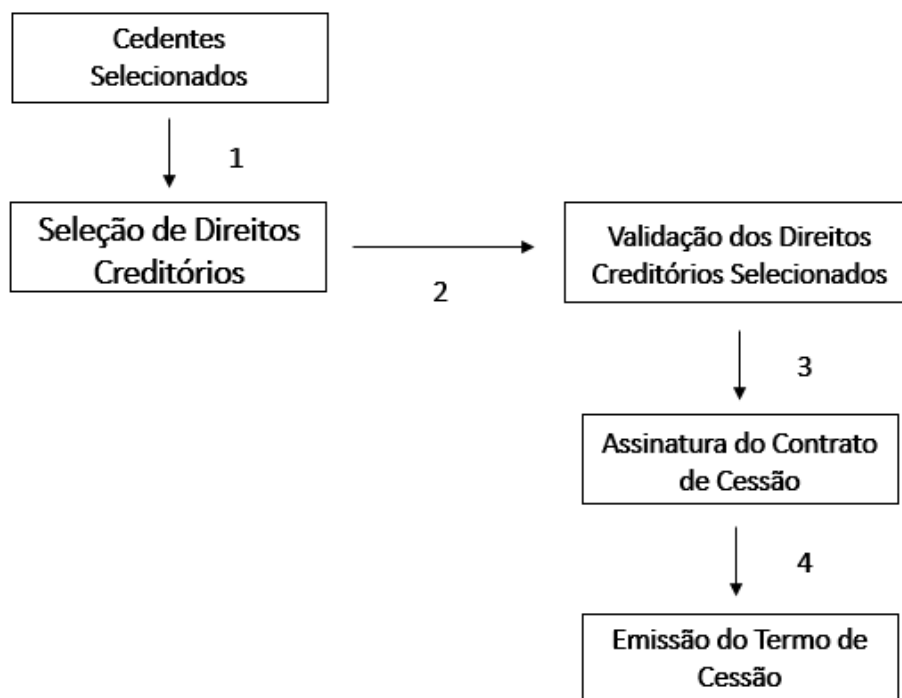 Cedentes
Selecionados
1
Seleção de Direitos
Creditórios
2
Validação dos Direitos
Creditórios Selecionados
3
Assinatura do Contrato
de Cessão
4
Emissão do Termo de
Cessão